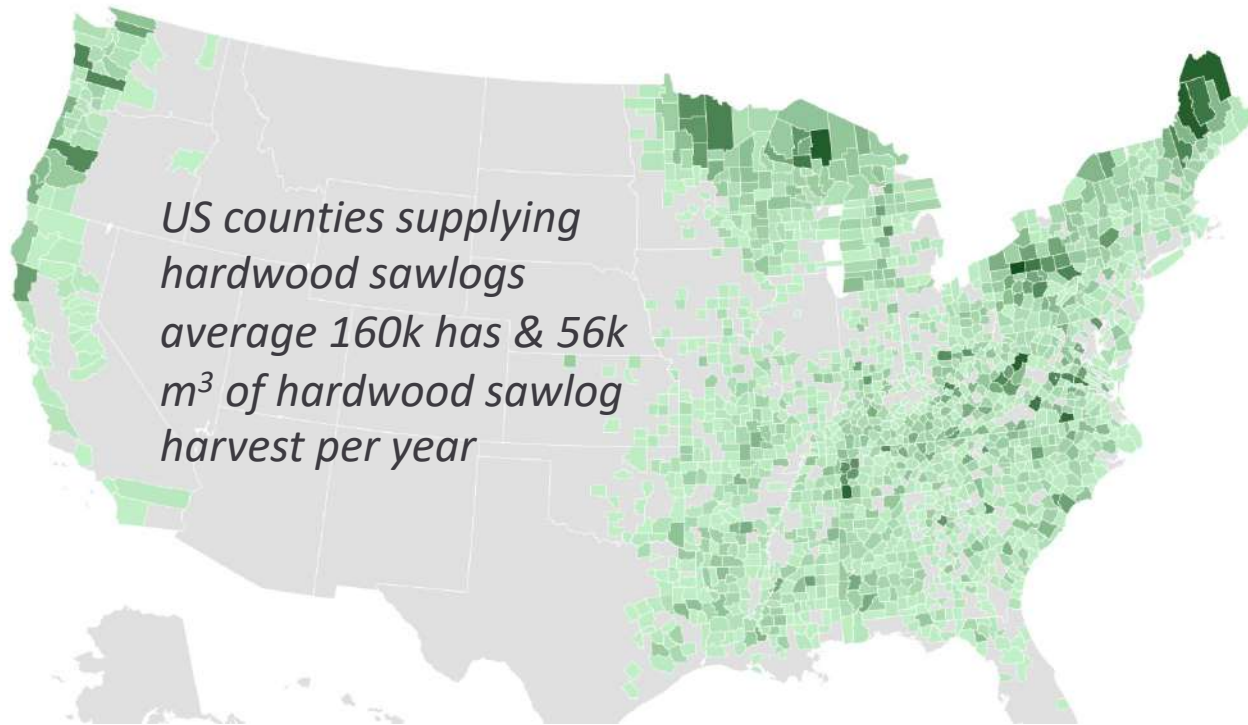 US counties supplying
hardwood sawlogs
average 160k has & 56k
m³ of hardwood sawlog
harvest per year